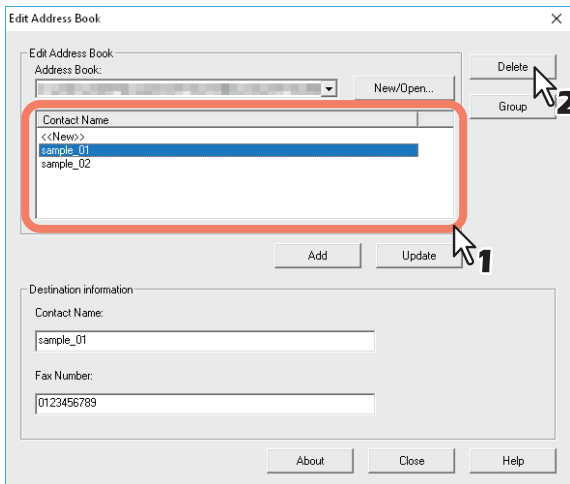 Edit Address Book
Edit Address Book
Delete
Address Book:
New/Open...
Group
2
Contact Name
<<New>>
sample_01
sample_02
1
Add
Update
Destination information
Contact Name:
sample_01
Fax Number:
0123456789
About
Close
Help